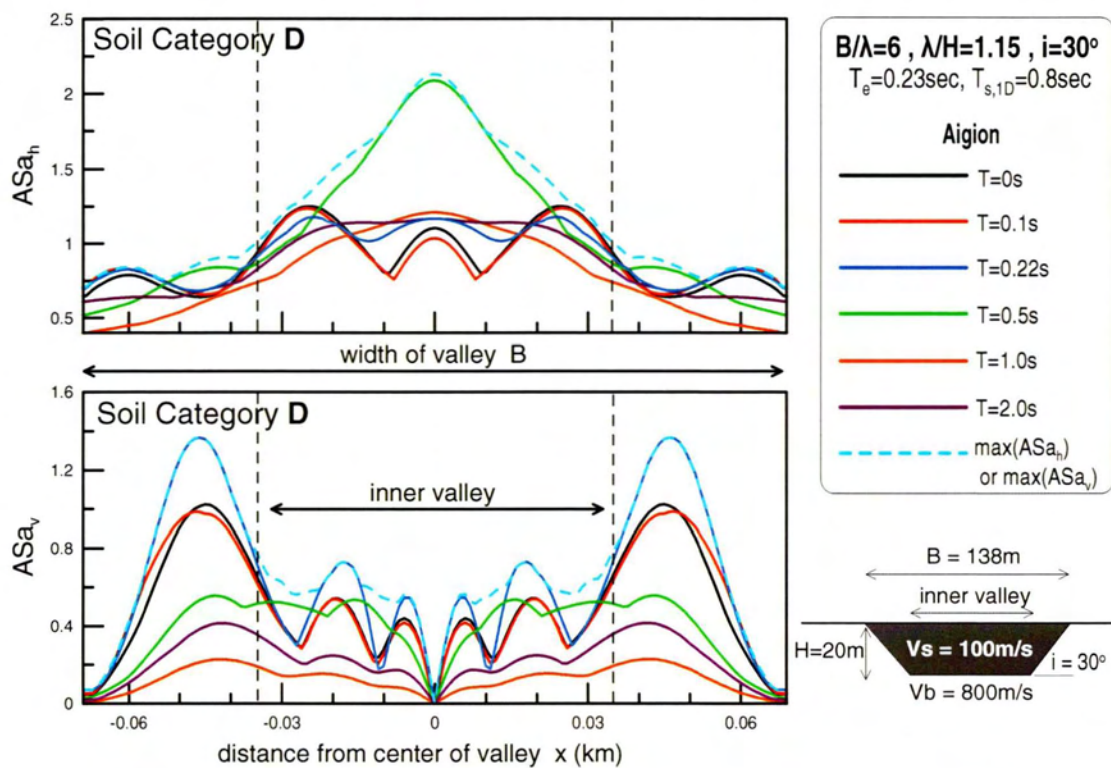 Soil Category D
ASaₕ
2.5
2
1.5
1
0.5
width of valley B
Soil Category D
inner valley
ASaᵥ
1.6
1.2
0.8
0.4
0
-0.06
-0.03
0
0.03
0.06
distance from center of valley x (km)
B/λ=6 , λ/H=1.15 , i=30°
Tₑ=0.23sec, Tₛ,₁D=0.8sec
Aigion
T=0s
T=0.1s
T=0.22s
T=0.5s
T=1.0s
T=2.0s
max(ASaₕ)
or max(ASaᵥ)
B = 138m
inner valley
H=20m
Vs = 100m/s
i = 30°
Vb = 800m/s